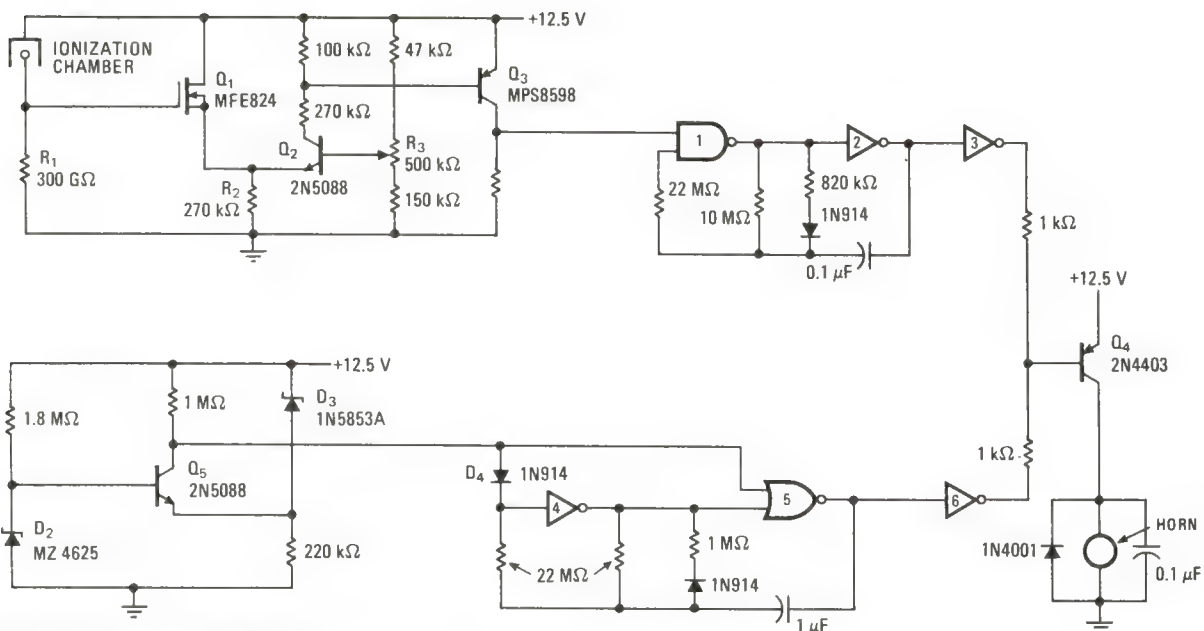 +12.5 V
IONIZATION
CHAMBER
Q1
MFE824
R1
300 GΩ
100 kΩ
47 kΩ
270 kΩ
Q2
2N5088
R2
270 kΩ
R3
500 kΩ
150 kΩ
Q3
MPS8598
1
22 MΩ
10 MΩ
820 kΩ
1N914
0.1 μF
2
3
1 kΩ
+12.5 V
Q4
2N4403
+12.5 V
1.8 MΩ
1 MΩ
D3
1N5853A
Q5
2N5088
D2
MZ 4625
220 kΩ
D4
1N914
4
22 MΩ
1 MΩ
1N914
1 μF
5
6
1 kΩ
HORN
1N4001
0.1 μF